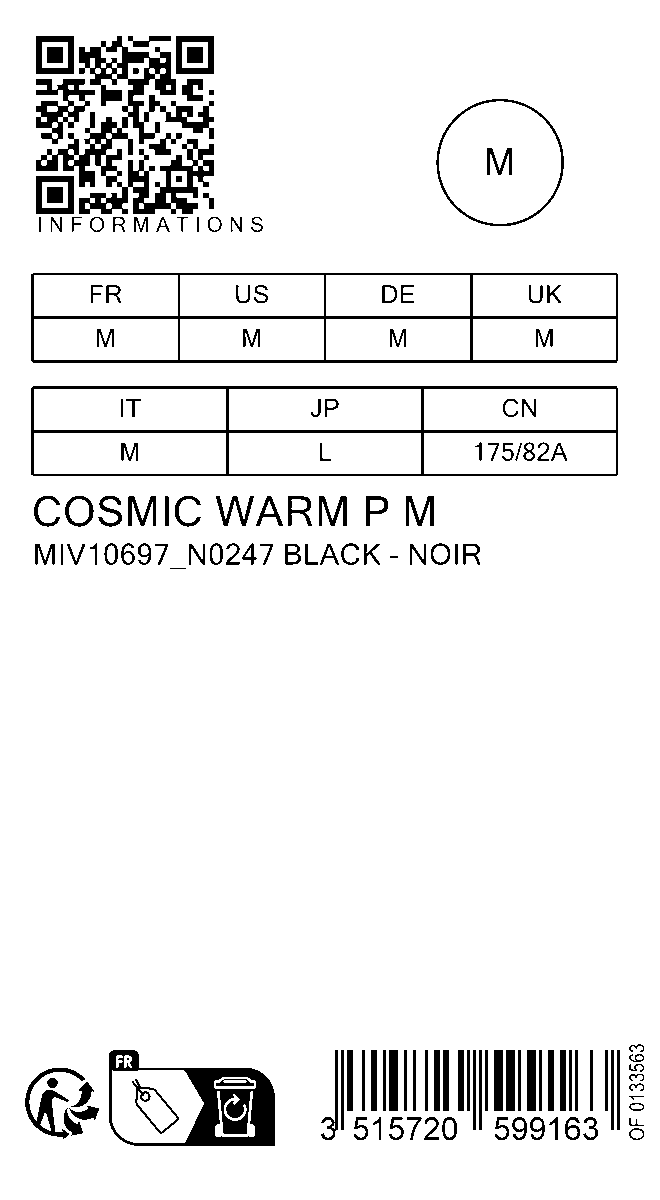 INFORMATIONS
M
FR US DE UK
M M M M
IT JP CN
M L 175/82A
COSMIC WARM P M
MIV10697_N0247 BLACK - NOIR
FR
3 515720 599163
OF 0133563